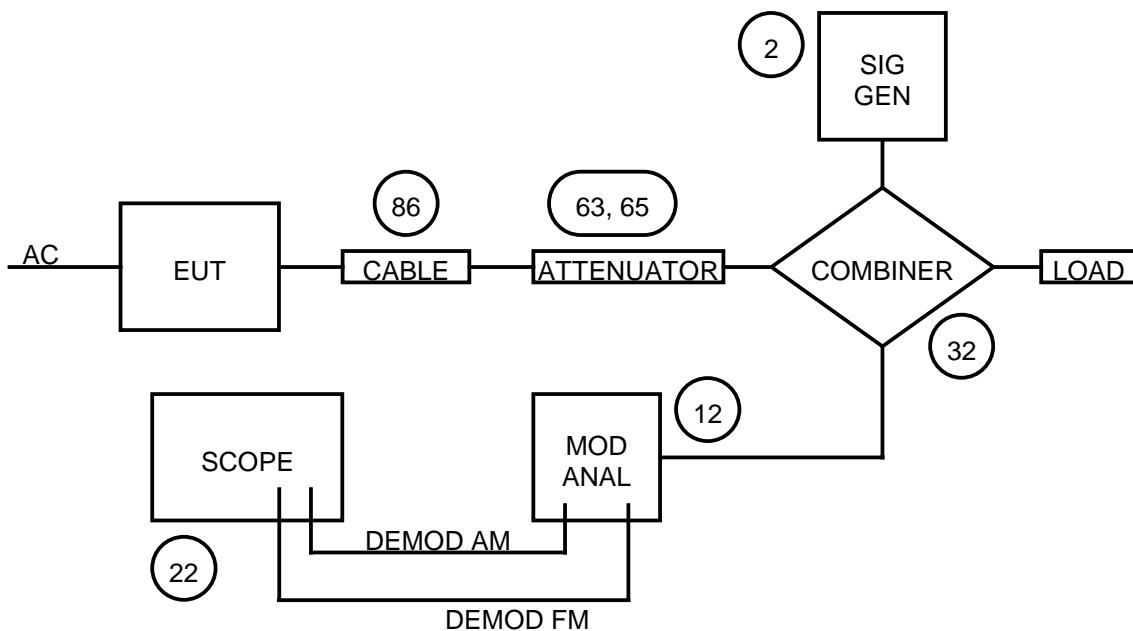 2
SIG
GEN
86
63, 65
AC
EUT
CABLE
ATTENUATOR
COMBINER
LOAD
32
12
SCOPE
MOD
ANAL
DEMOD AM
22
DEMOD FM